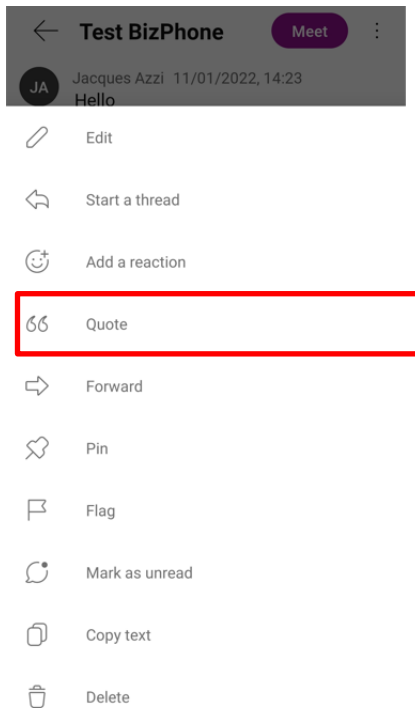 Test BizPhone Meet
JA Jacques Azzi 11/01/2022, 14:23
Hello
Edit
Start a thread
Add a reaction
Quote
Forward
Pin
Flag
Mark as unread
Copy text
Delete